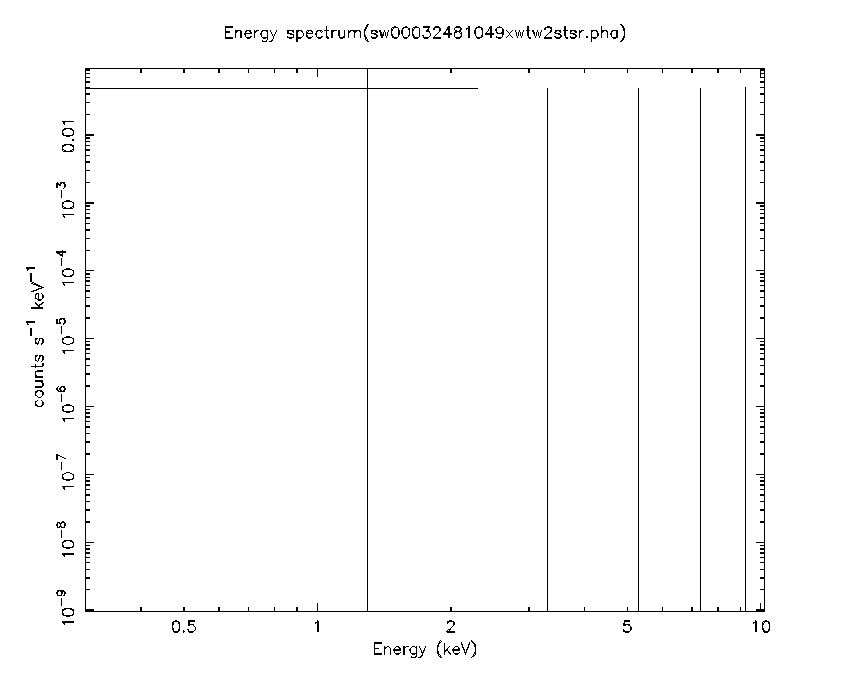 Energy spectrum(sw00032481049xwtw2stsr.pha)
counts s⁻¹ keV⁻¹
0.01
10⁻³
10⁻⁴
10⁻⁵
10⁻⁶
10⁻⁷
10⁻⁸
10⁻⁹
0.5 1 2 5 10
Energy (keV)